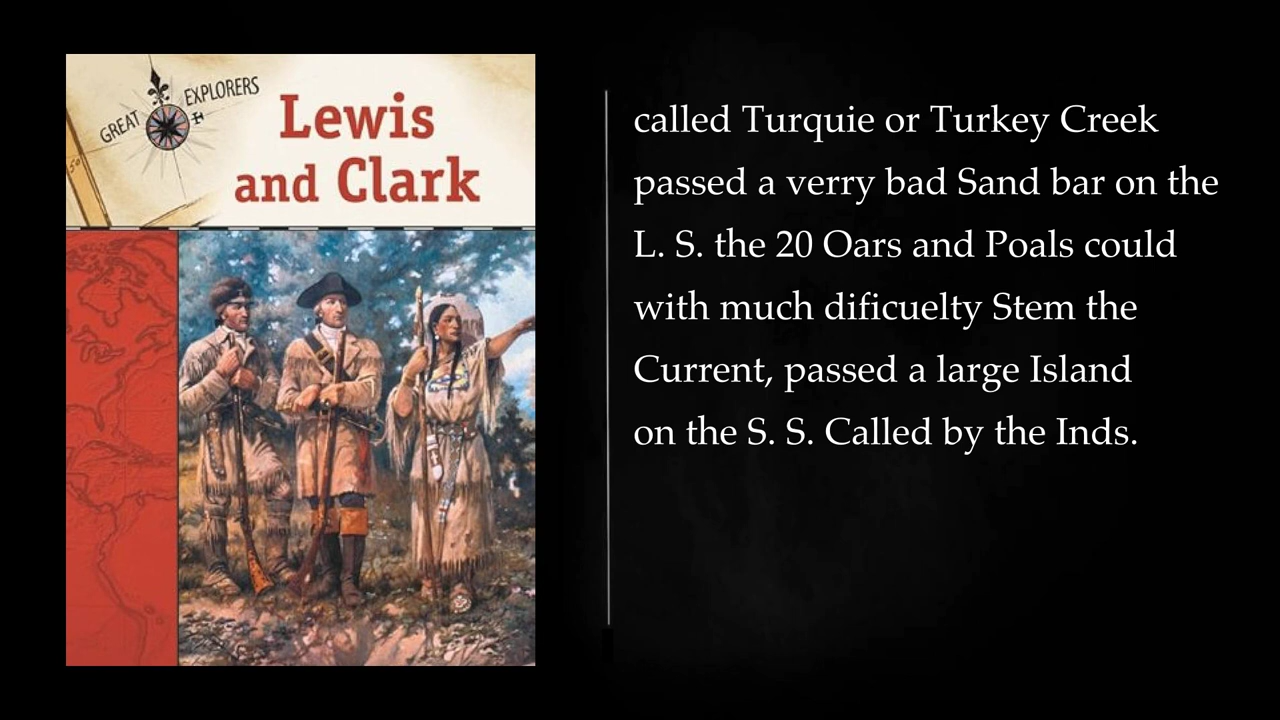 GREAT EXPLORERS
Lewis
and Clark
50
called Turquie or Turkey Creek
passed a verry bad Sand bar on the
L. S. the 20 Oars and Poals could
with much dificuelty Stem the
Current, passed a large Island
on the S. S. Called by the Inds.